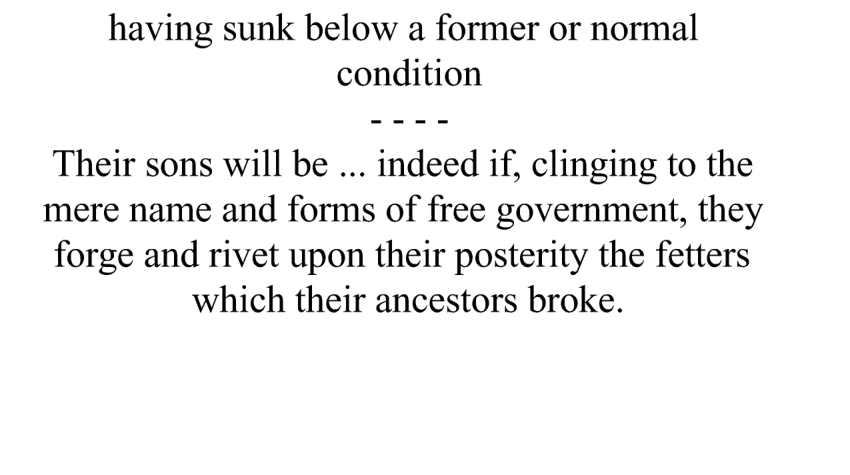 having sunk below a former or normal
condition
- - - -
Their sons will be ... indeed if, clinging to the
mere name and forms of free government, they
forge and rivet upon their posterity the fetters
which their ancestors broke.